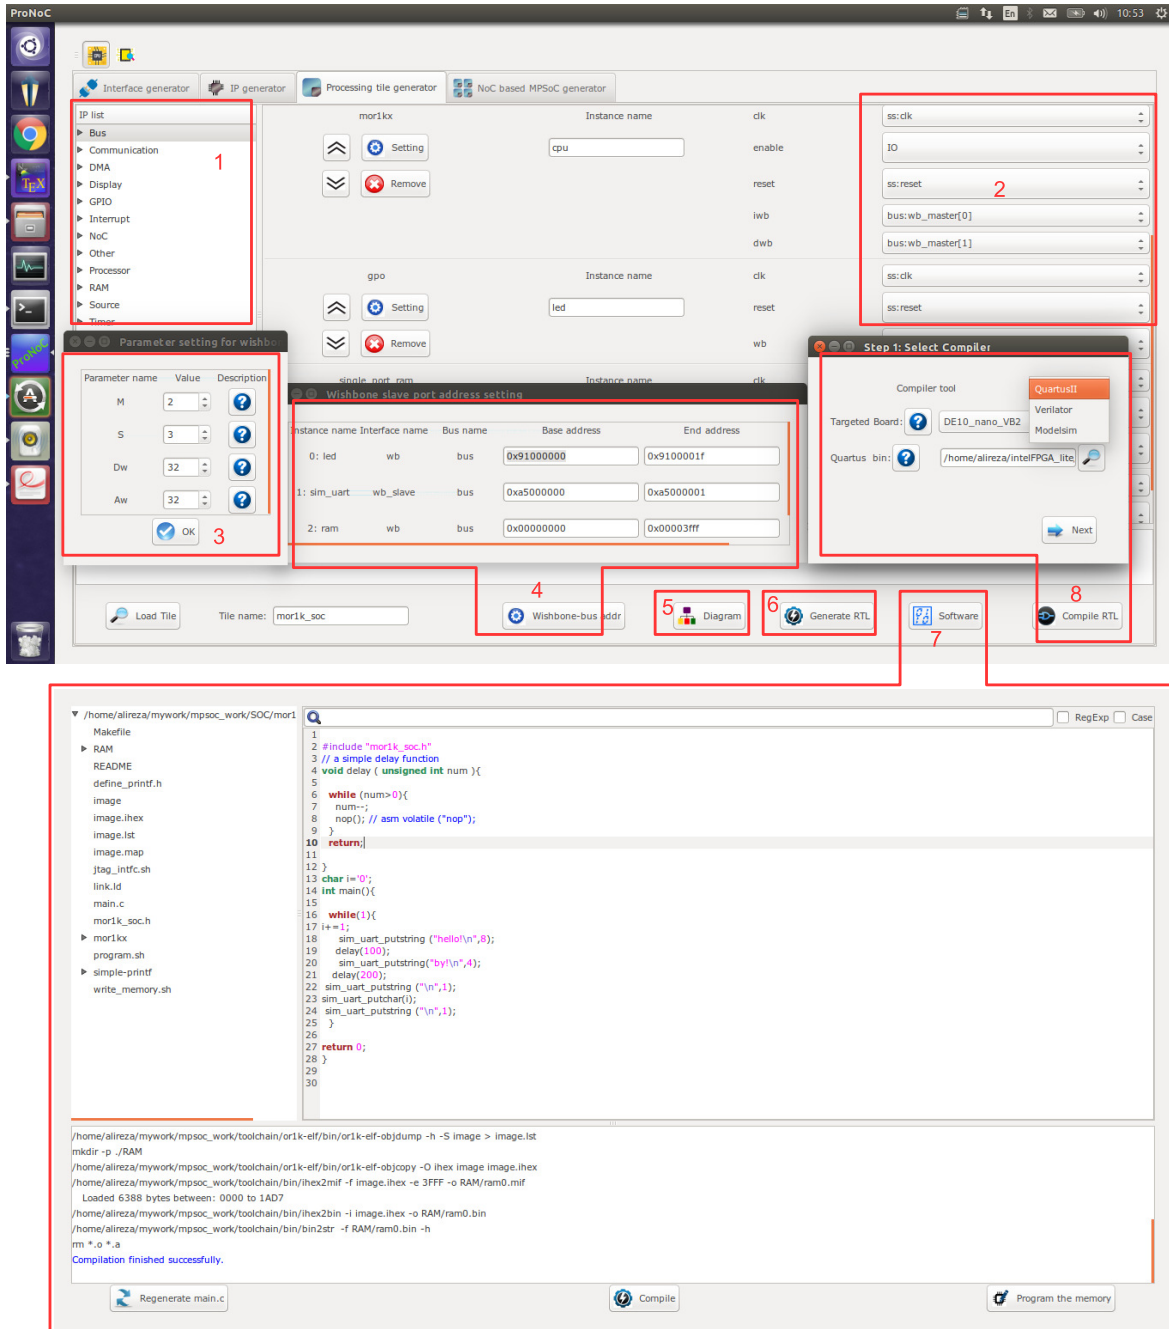 ProNoC
En
10:53
Interface generator
IP generator
Processing tile generator
NoC based MPSoC generator
IP list
Bus
Communication
DMA
Display
GPIO
Interrupt
NoC
Other
Processor
RAM
Source
Timer
1
mor1kx
Instance name
clk
ss:clk
Setting
cpu
enable
IO
Remove
reset
ss:reset
2
iwb
bus:wb_master[0]
dwb
bus:wb_master[1]
gpo
Instance name
clk
ss:clk
Setting
led
reset
ss:reset
Remove
wb
single_port_ram
Instance name
clk
Parameter setting for wishbo
Parameter name Value Description
M 2
S 3
Dw 32
Aw 32
OK
3
Wishbone slave port address setting
Instance name Interface name Bus name Base address End address
0: led wb bus 0x91000000 0x9100001f
1: sim_uart wb_slave bus 0xa5000000 0xa5000001
2: ram wb bus 0x00000000 0x00003fff
Step 1: Select Compiler
Compiler tool
QuartusII
Verilator
Modelsim
Targeted Board:
DE10_nano_VB2
Quartus bin:
/home/alireza/intelFPGA_lite
Next
4
5
6
7
8
Load Tile
Tile name:
mor1k_soc
Wishbone-bus addr
Diagram
Generate RTL
Software
Compile RTL
/home/alireza/mywork/mpsoc_work/SOC/mor1
Makefile
RAM
README
define_printf.h
image
image.ihex
image.lst
image.map
jtag_intfc.sh
link.ld
main.c
mor1k_soc.h
mor1kx
program.sh
simple-printf
write_memory.sh
RegExp
Case
1
2 #include "mor1k_soc.h"
3 // a simple delay function
4 void delay ( unsigned int num ){
5
6 while (num>0){
7 num--;
8 nop(); // asm volatile ("nop");
9 }
10 return;
11
12 }
13 char i='0';
14 int main(){
15
16 while(1){
17 i+=1;
18 sim_uart_putstring ("hello!\n",8);
19 delay(100);
20 sim_uart_putstring("by!\n",4);
21 delay(200);
22 sim_uart_putstring ("\n",1);
23 sim_uart_putchar(i);
24 sim_uart_putstring ("\n",1);
25 }
26
27 return 0;
28 }
29
30
/home/alireza/mywork/mpsoc_work/toolchain/or1k-elf/bin/or1k-elf-objdump -h -S image > image.lst
mkdir -p ./RAM
/home/alireza/mywork/mpsoc_work/toolchain/or1k-elf/bin/or1k-elf-objcopy -O ihex image image.ihex
/home/alireza/mywork/mpsoc_work/toolchain/bin/ihex2mif -f image.ihex -e 3FFF -o RAM/ram0.mif
Loaded 6388 bytes between: 0000 to 1AD7
/home/alireza/mywork/mpsoc_work/toolchain/bin/ihex2bin -i image.ihex -o RAM/ram0.bin
/home/alireza/mywork/mpsoc_work/toolchain/bin/bin2str -f RAM/ram0.bin -h
rm *.o *.a
Compilation finished successfully.
Regenerate main.c
Compile
Program the memory